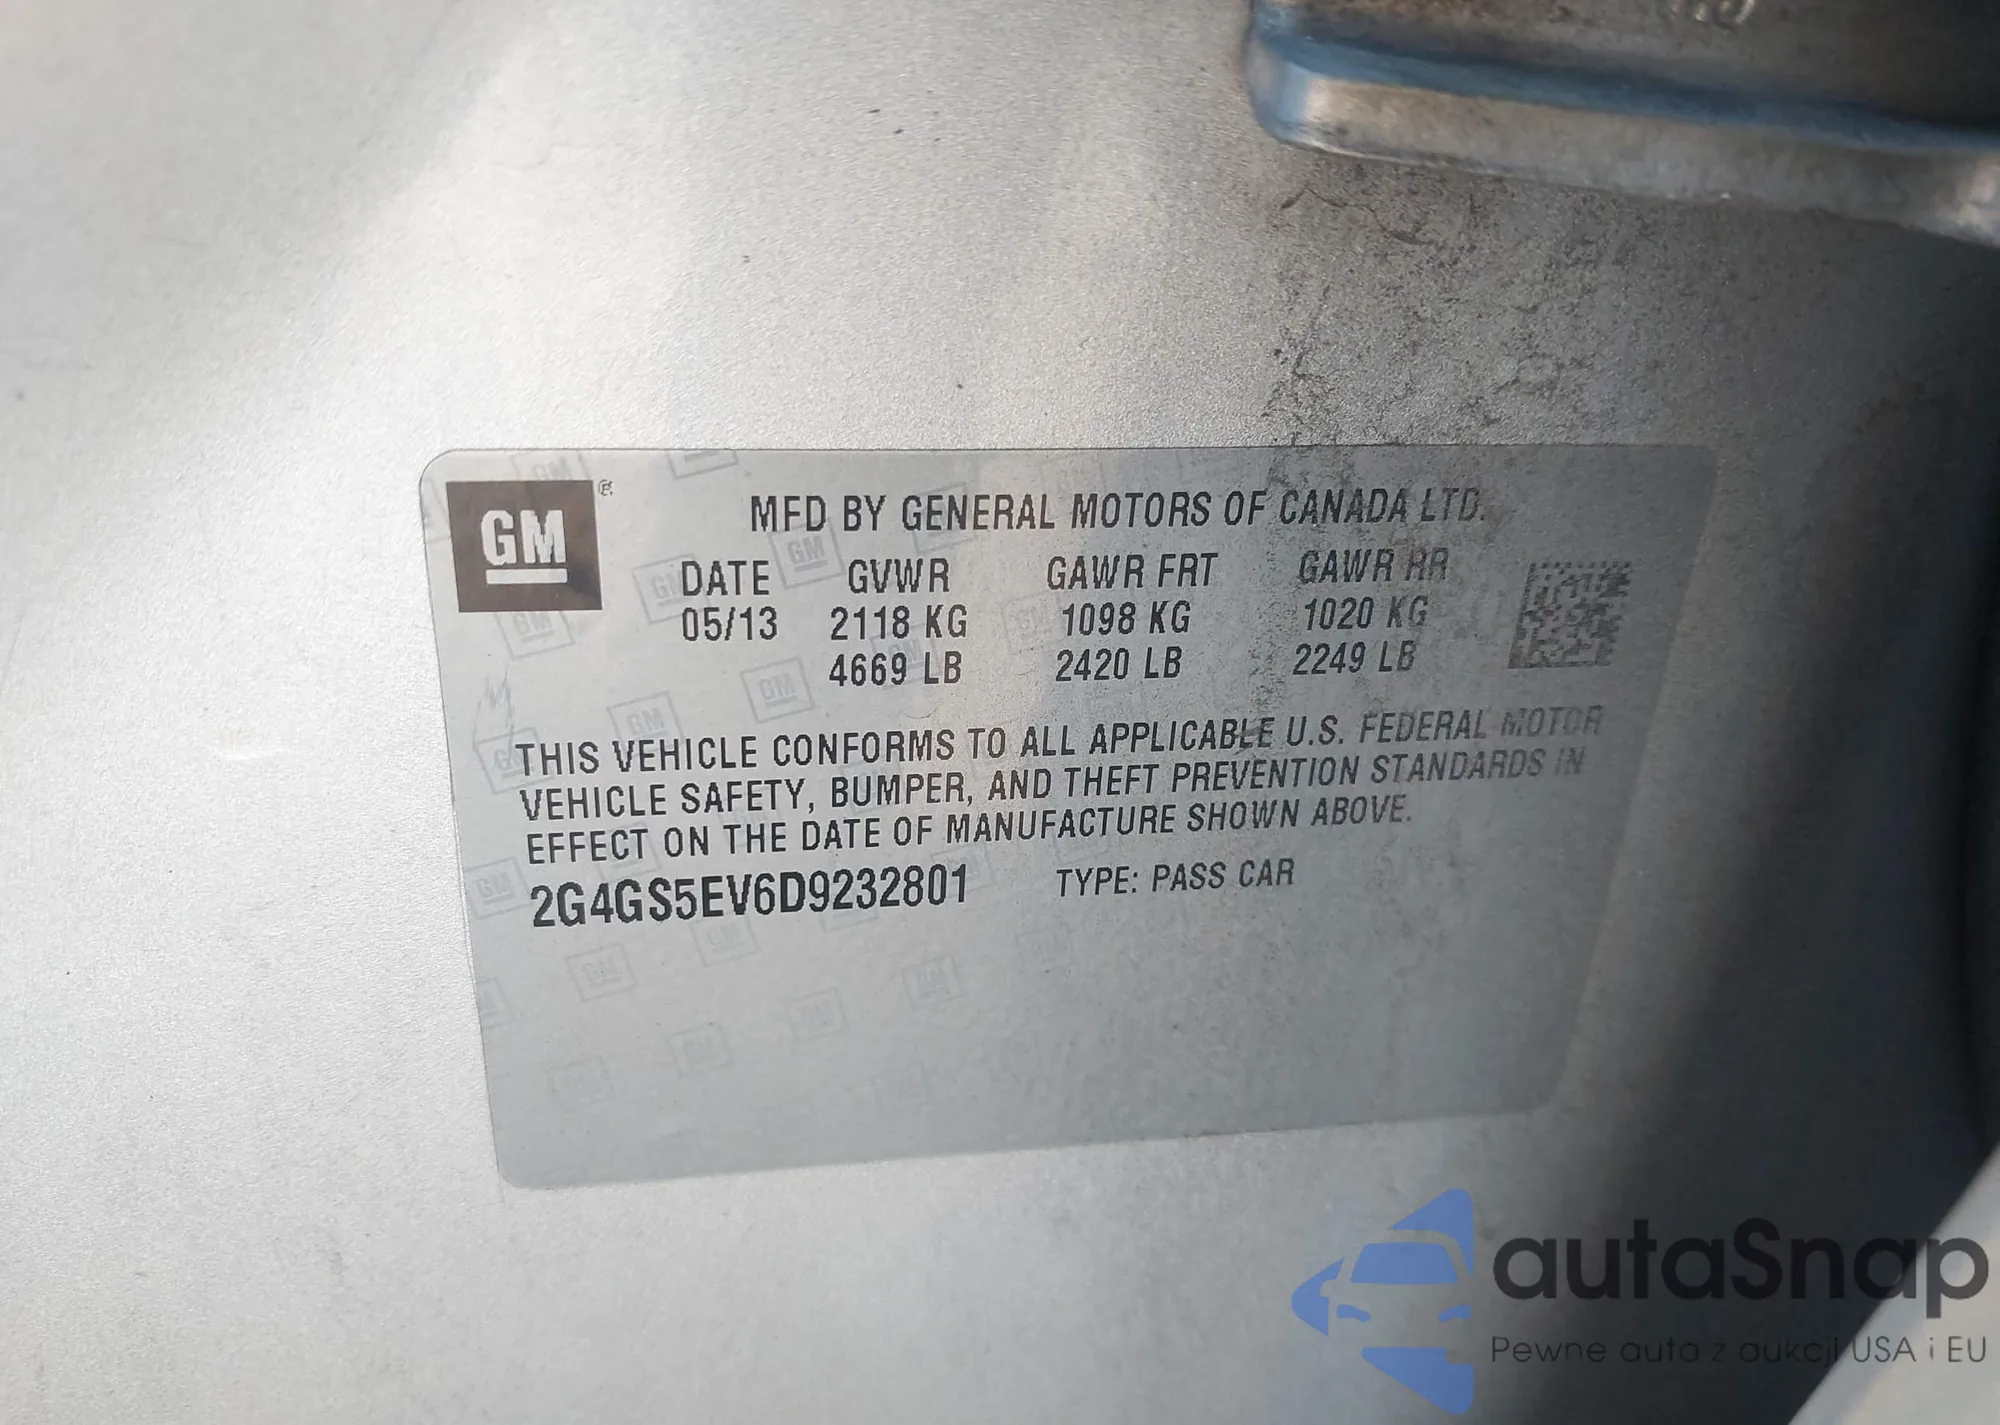 GM
MFD BY GENERAL MOTORS OF CANADA LTD.
DATE GVWR GAWR FRT GAWR RR
05/13 2118 KG 1098 KG 1020 KG
4669 LB 2420 LB 2249 LB
THIS VEHICLE CONFORMS TO ALL APPLICABLE U.S. FEDERAL MOTOR
VEHICLE SAFETY, BUMPER, AND THEFT PREVENTION STANDARDS IN
EFFECT ON THE DATE OF MANUFACTURE SHOWN ABOVE.
2G4GS5EV6D9232801 TYPE: PASS CAR
autaSnap
Pewne auta z aukcji USA i EU